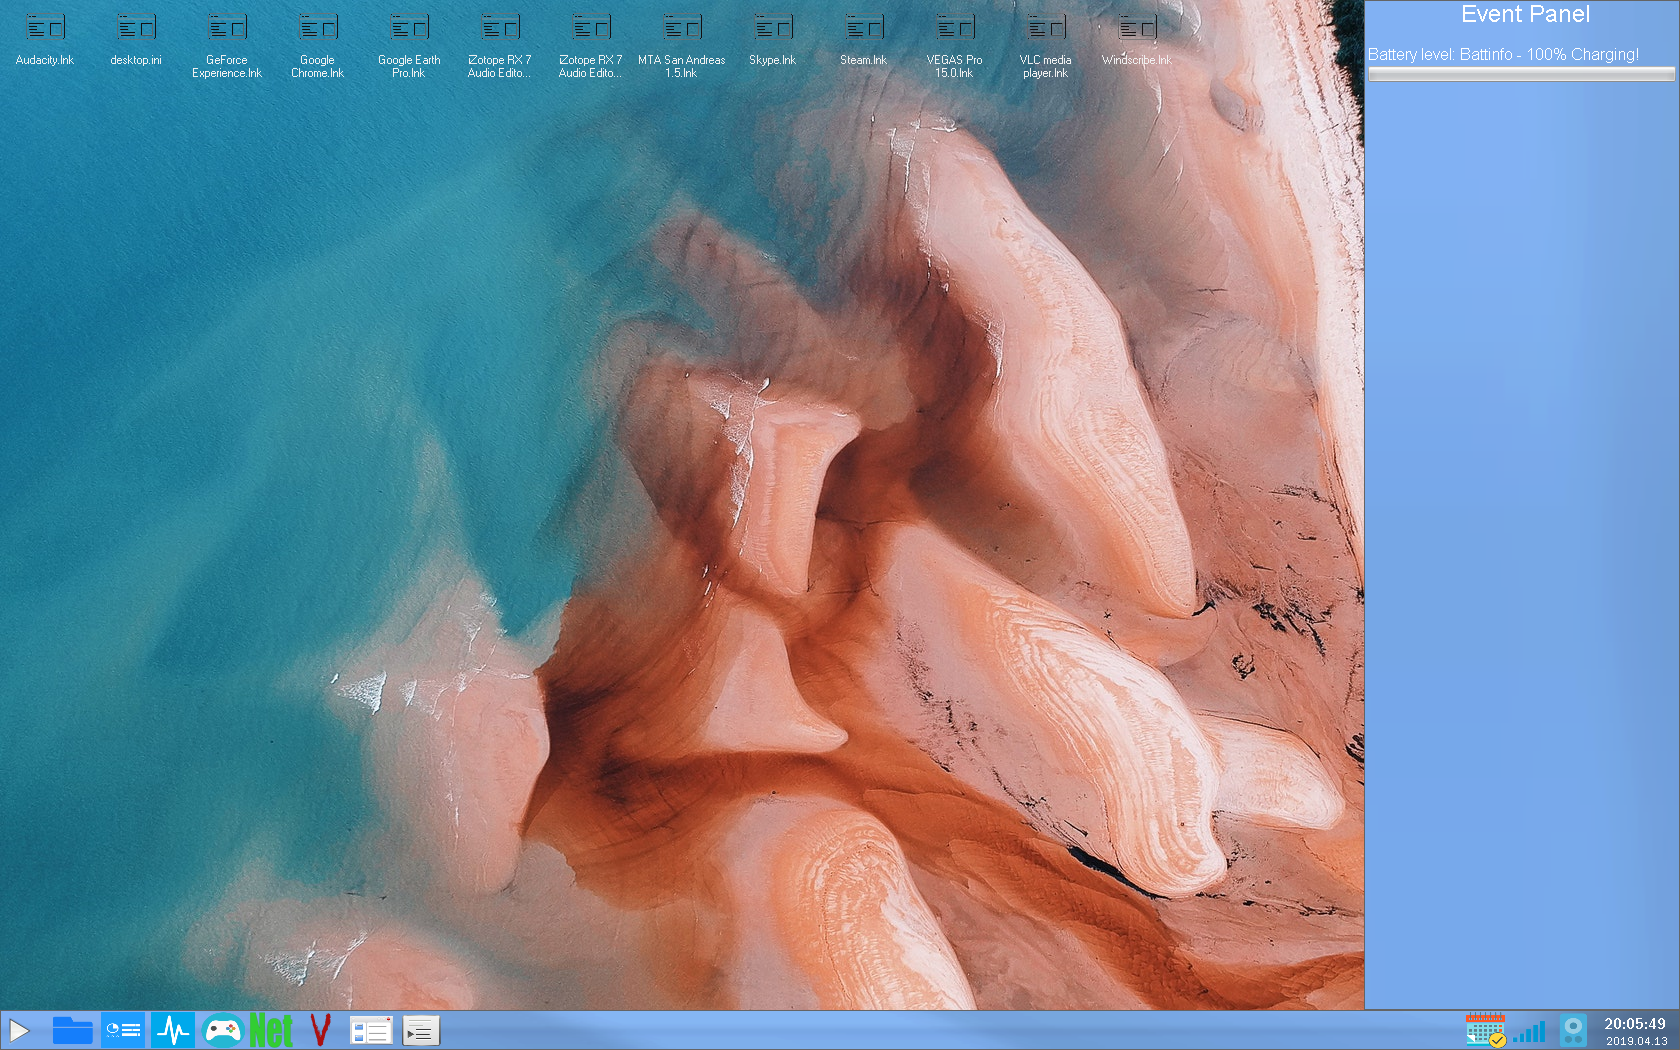 Audacity.lnk
desktop.ini
GeForce
Experience.lnk
Google
Chrome.lnk
Google Earth
Pro.lnk
iZotope RX 7
Audio Edito...
iZotope RX 7
Audio Edito...
MTA San Andreas
1.5.lnk
Skype.lnk
Steam.lnk
VEGAS Pro
15.0.lnk
VLC media
player.lnk
Windscribe.lnk
Event Panel
Battery level: Battinfo - 100% Charging!
Net
V
20:05:49
2019.04.13